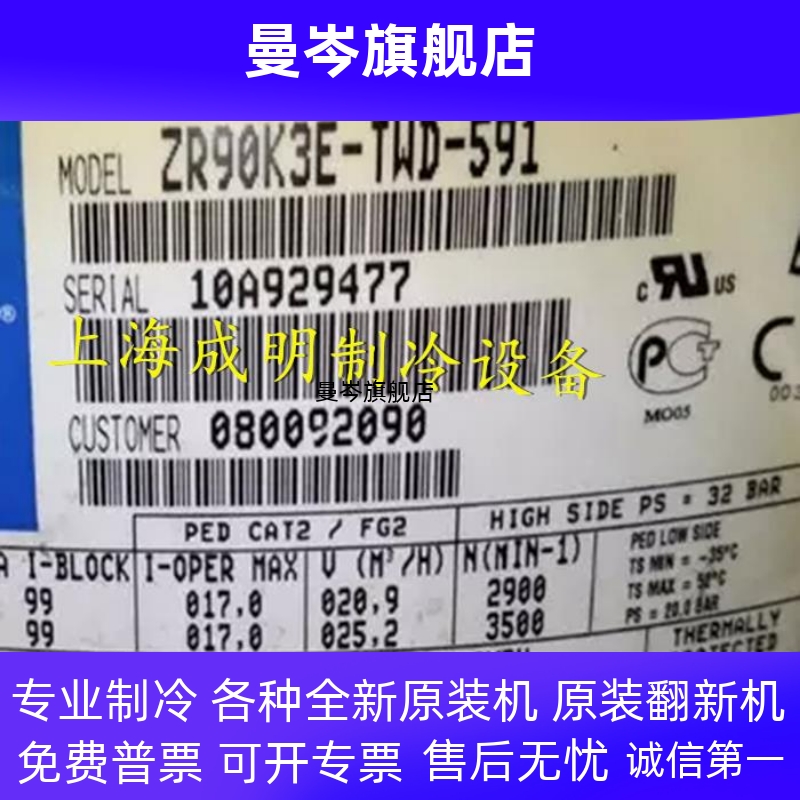 曼岑旗舰店
MODEL ZR90K3E-TWD-591
SERIAL 10A929477
C US
上海成明制冷设备
PCT
曼岑旗舰店
MO05
003
CUSTOMER 080092090
PED CAT2 / FG2 HIGH SIDE PS = 32 BAR
A I-BLOCK I-OPER MAX V (M³/H) N(MIN-1) PED LOW SIDE
TS MIN = -35°C
99 017,0 020,9 2900 TS MAX = 50°C
99 017,0 025,2 3500 PS = 20.0 BAR
THERMALLY
专业制冷 各种全新原装机 原装翻新机
免费普票 可开专票 售后无忧 诚信第一